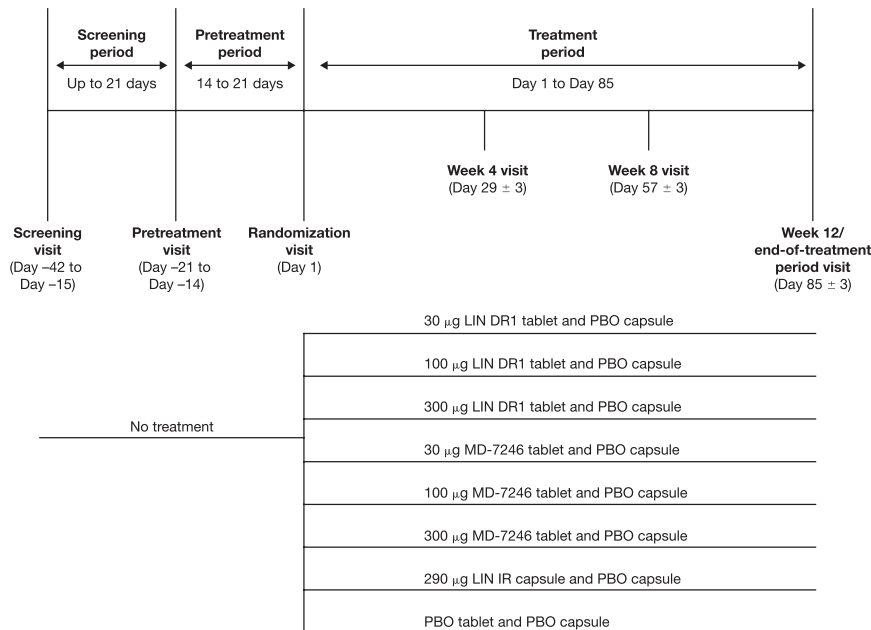 Screening
period
Up to 21 days
Pretreatment
period
14 to 21 days
Treatment
period
Day 1 to Day 85
Week 4 visit
(Day 29 ± 3)
Week 8 visit
(Day 57 ± 3)
Screening
visit
(Day –42 to
Day –15)
Pretreatment
visit
(Day –21 to
Day –14)
Randomization
visit
(Day 1)
Week 12/
end-of-treatment
period visit
(Day 85 ± 3)
No treatment
30 μg LIN DR1 tablet and PBO capsule
100 μg LIN DR1 tablet and PBO capsule
300 μg LIN DR1 tablet and PBO capsule
30 μg MD-7246 tablet and PBO capsule
100 μg MD-7246 tablet and PBO capsule
300 μg MD-7246 tablet and PBO capsule
290 μg LIN IR capsule and PBO capsule
PBO tablet and PBO capsule